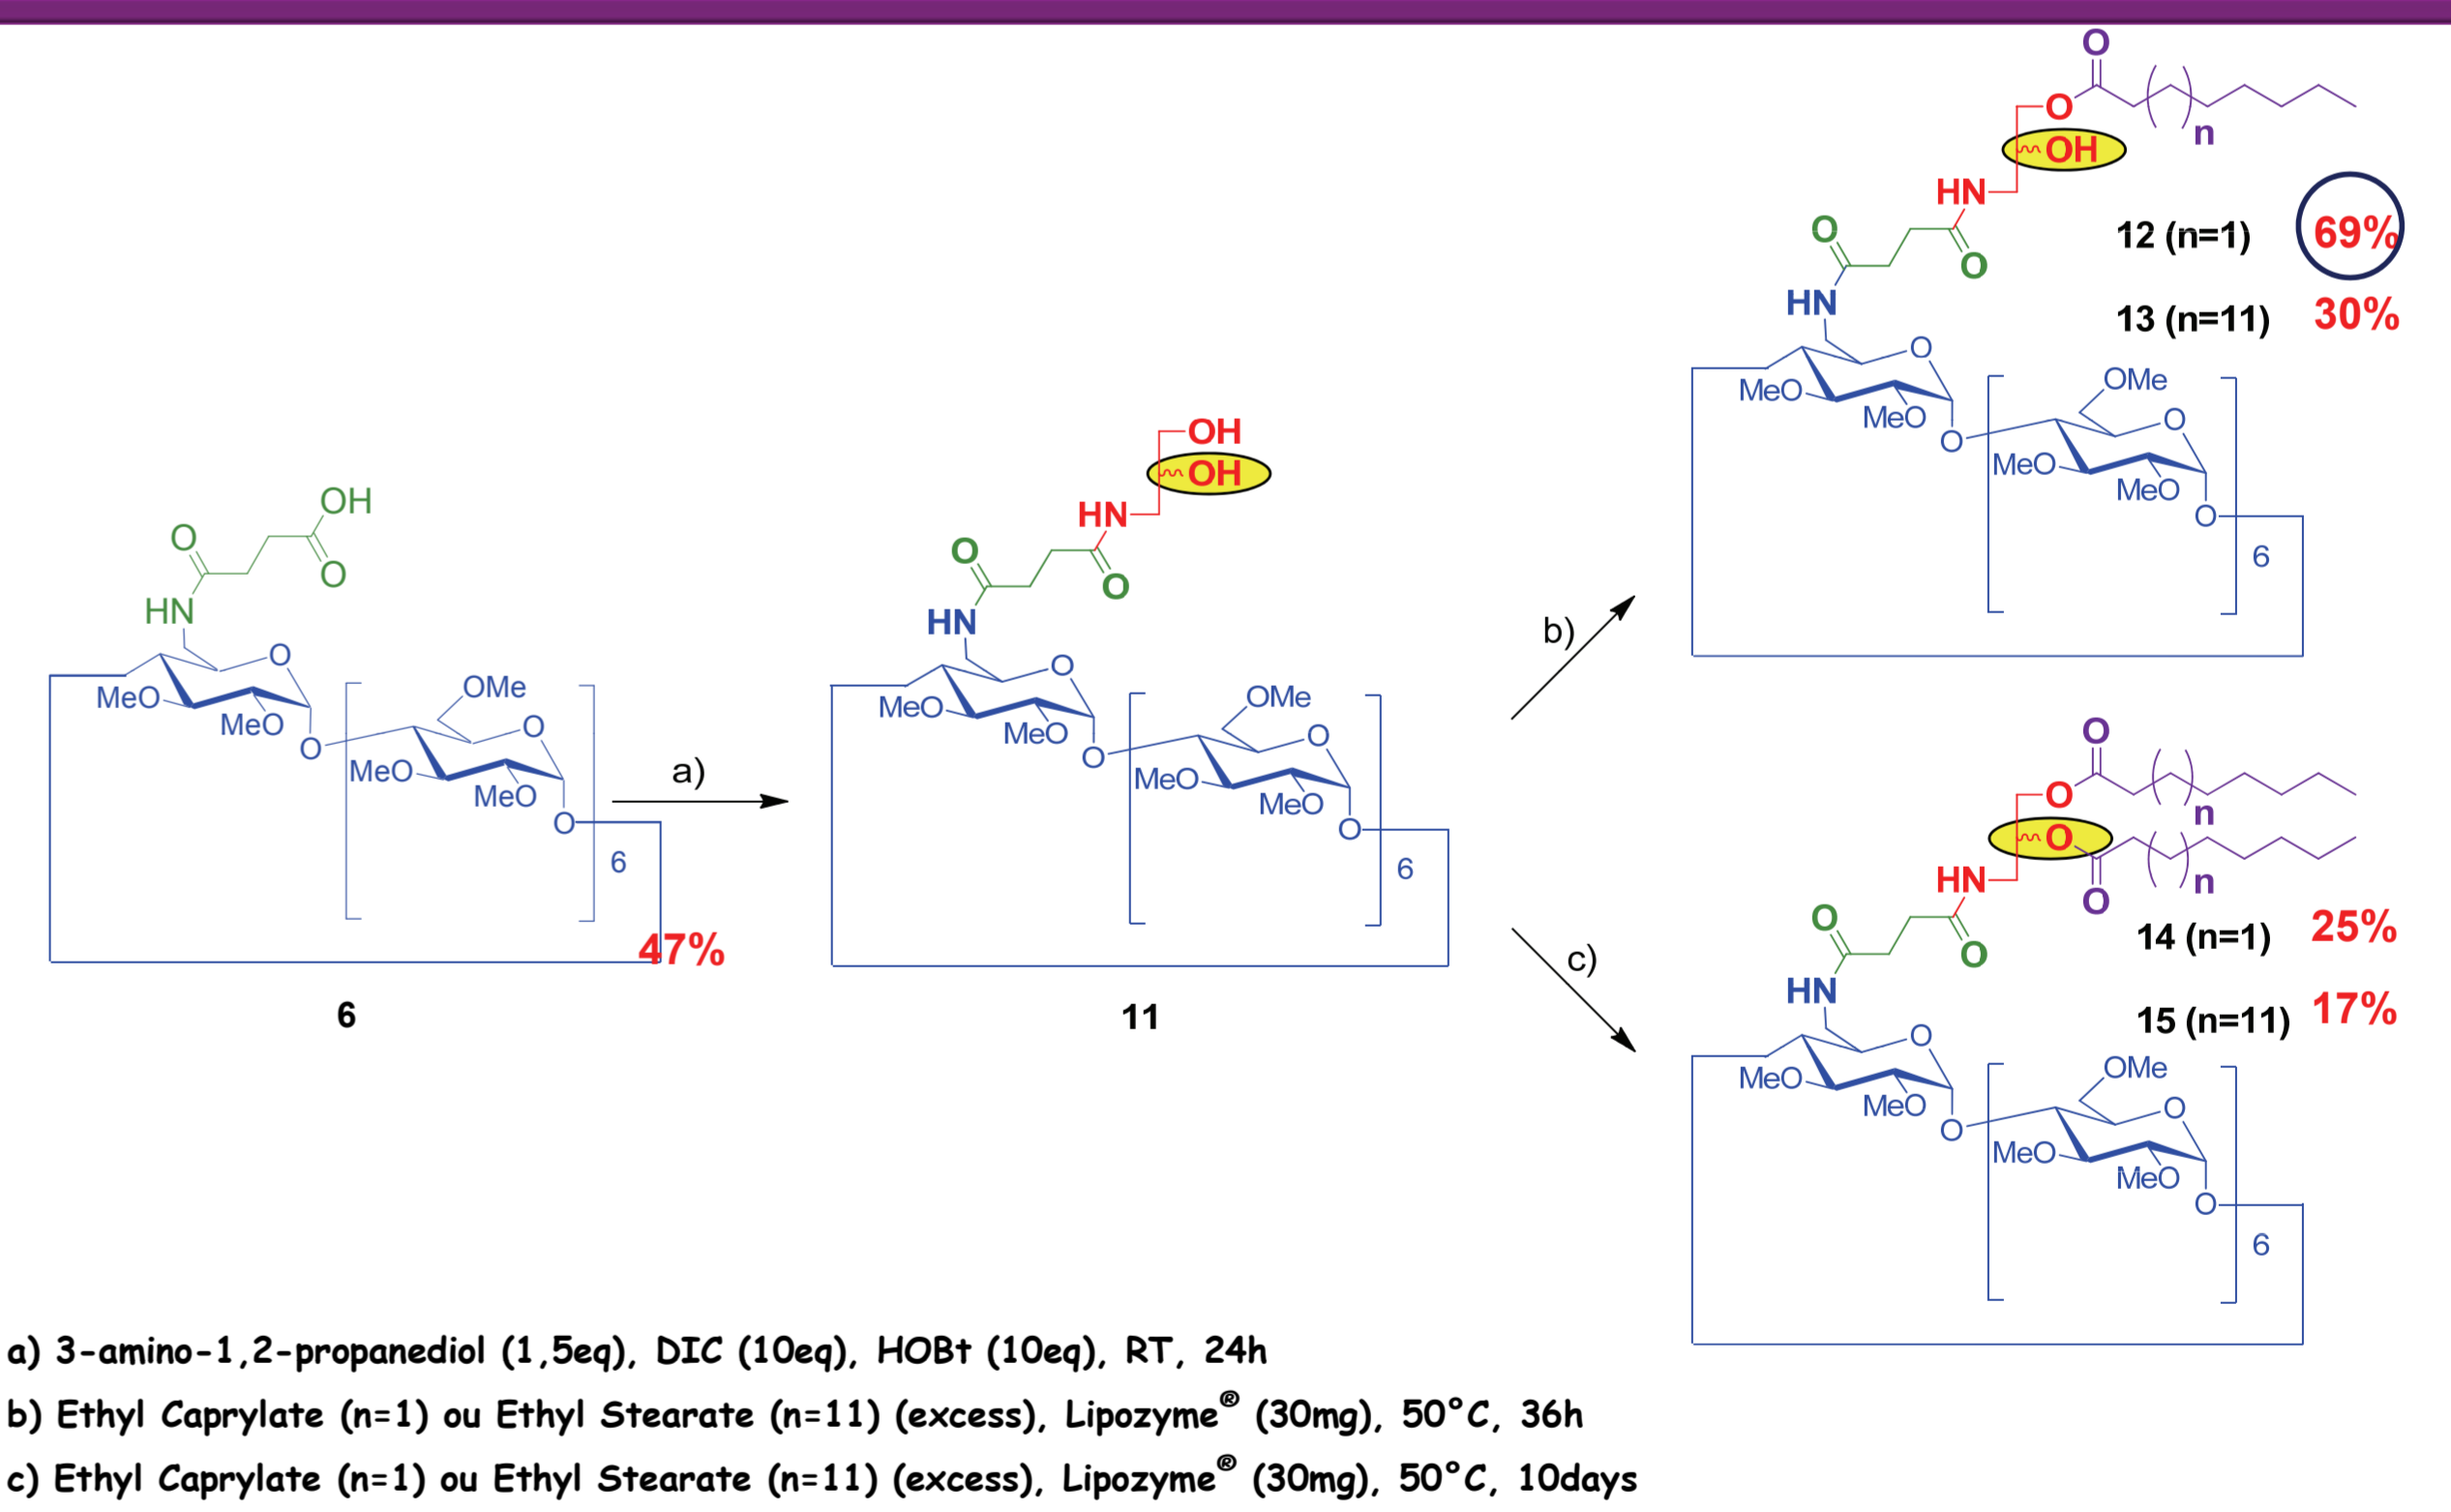 O
O
n
OH
HN
O
O
HN
12 (n=1) 69%
13 (n=11) 30%
O
MeO
MeO
O
OMe
O
MeO
MeO
O
6
OH
OH
HN
O
O
HN
O
MeO
MeO
O
OMe
O
MeO
MeO
O
6
11
OH
O
O
HN
O
MeO
MeO
O
OMe
O
MeO
MeO
O
6
47%
6
a)
b)
c)
O
O
n
O
n
O
HN
O
O
HN
14 (n=1) 25%
15 (n=11) 17%
O
MeO
MeO
O
OMe
O
MeO
MeO
O
6
a) 3-amino-1,2-propanediol (1,5eq), DIC (10eq), HOBt (10eq), RT, 24h
b) Ethyl Caprylate (n=1) ou Ethyl Stearate (n=11) (excess), Lipozyme® (30mg), 50°C, 36h
c) Ethyl Caprylate (n=1) ou Ethyl Stearate (n=11) (excess), Lipozyme® (30mg), 50°C, 10days